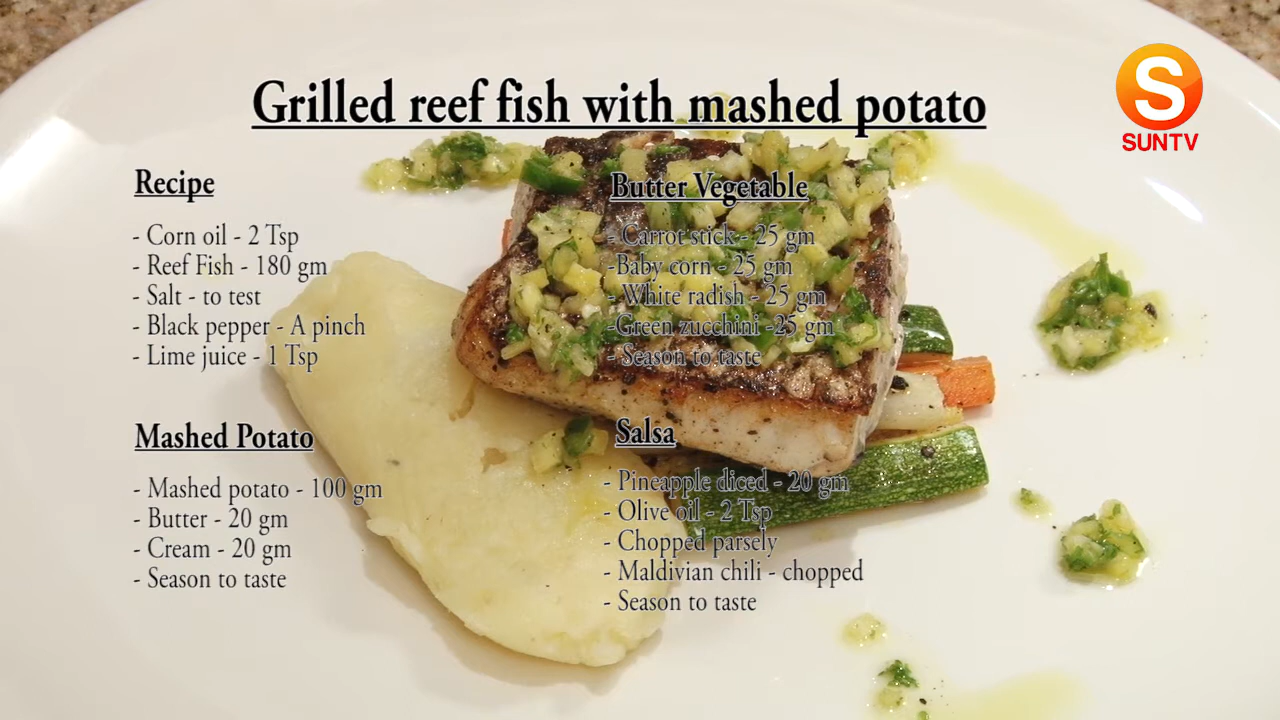 Grilled reef fish with mashed potato
S
SUNTV
Recipe
- Corn oil - 2 Tsp
- Reef Fish - 180 gm
- Salt - to test
- Black pepper - A pinch
- Lime juice - 1 Tsp
Butter Vegetable
- Carrot stick - 25 gm
-Baby corn - 25 gm
- White radish - 25 gm
-Green zucchini -25 gm
- Season to taste
Mashed Potato
- Mashed potato - 100 gm
- Butter - 20 gm
- Cream - 20 gm
- Season to taste
Salsa
- Pineapple diced - 20 gm
- Olive oil - 2 Tsp
- Chopped parsely
- Maldivian chili - chopped
- Season to taste